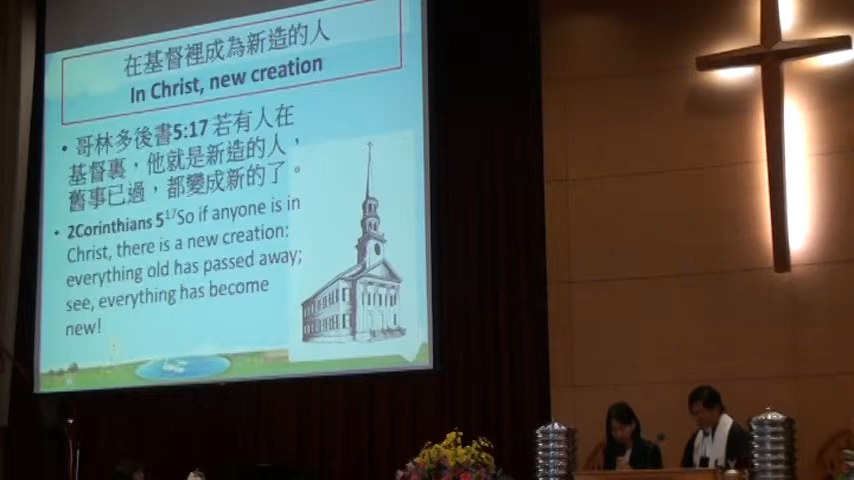 在基督裡成為新造的人
In Christ, new creation
• 哥林多後書5:17 若有人在
基督裏，他就是新造的人，
舊事已過，都變成新的了。
• 2Corinthians 5¹⁷So if anyone is in
Christ, there is a new creation:
everything old has passed away;
see, everything has become
new!